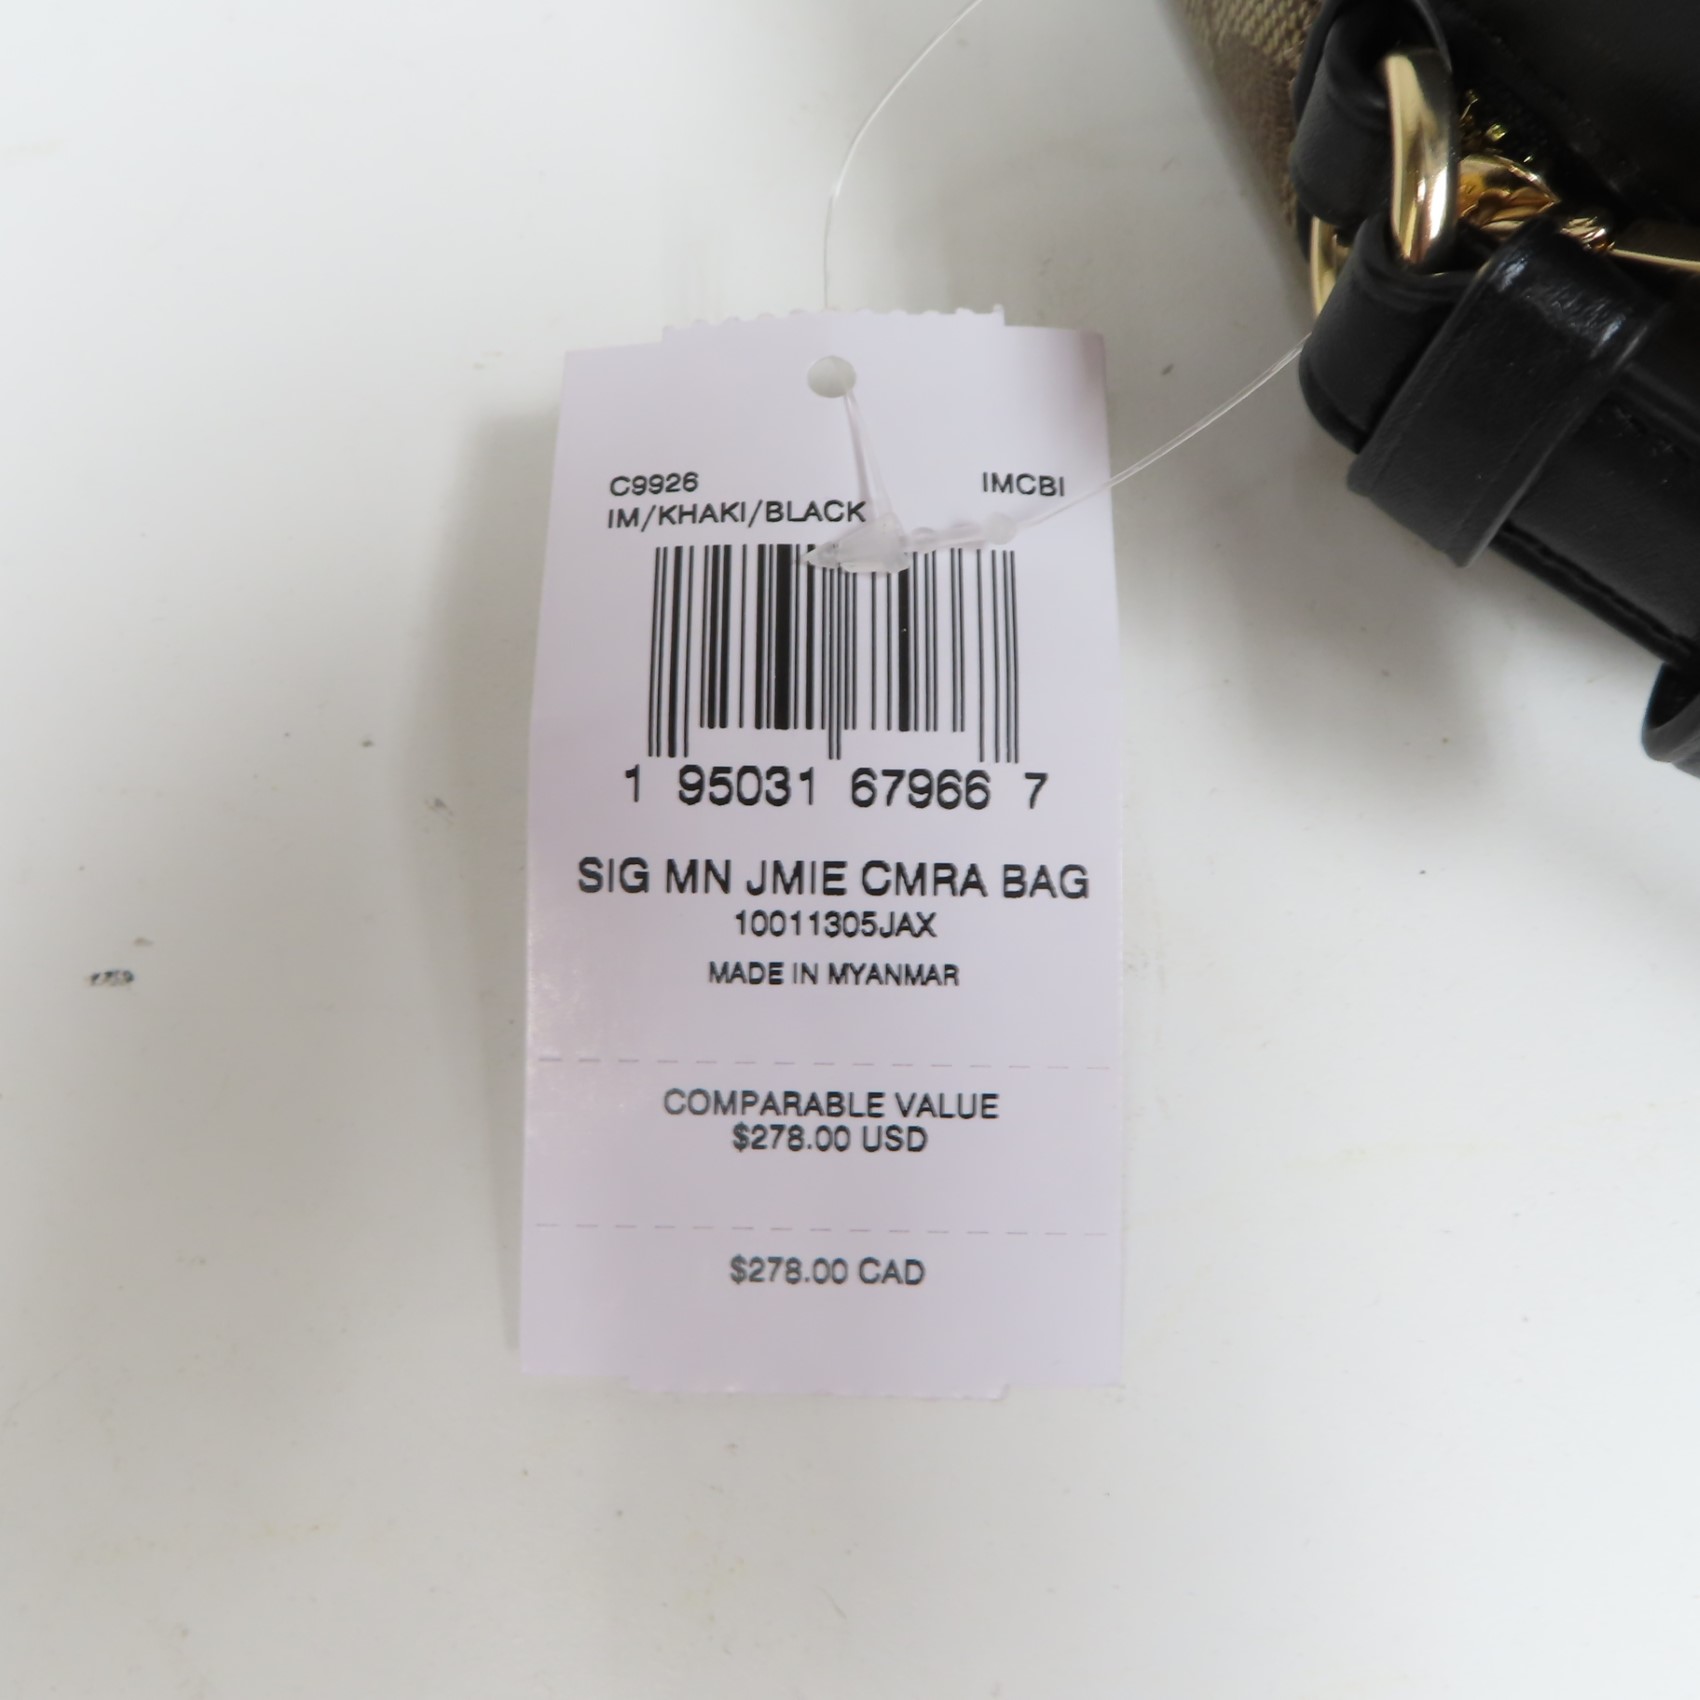 C9926 IMCBI
IM/KHAKI/BLACK
1 95031 67966 7
SIG MN JMIE CMRA BAG
10011305JAX
MADE IN MYANMAR
COMPARABLE VALUE
$278.00 USD
$278.00 CAD